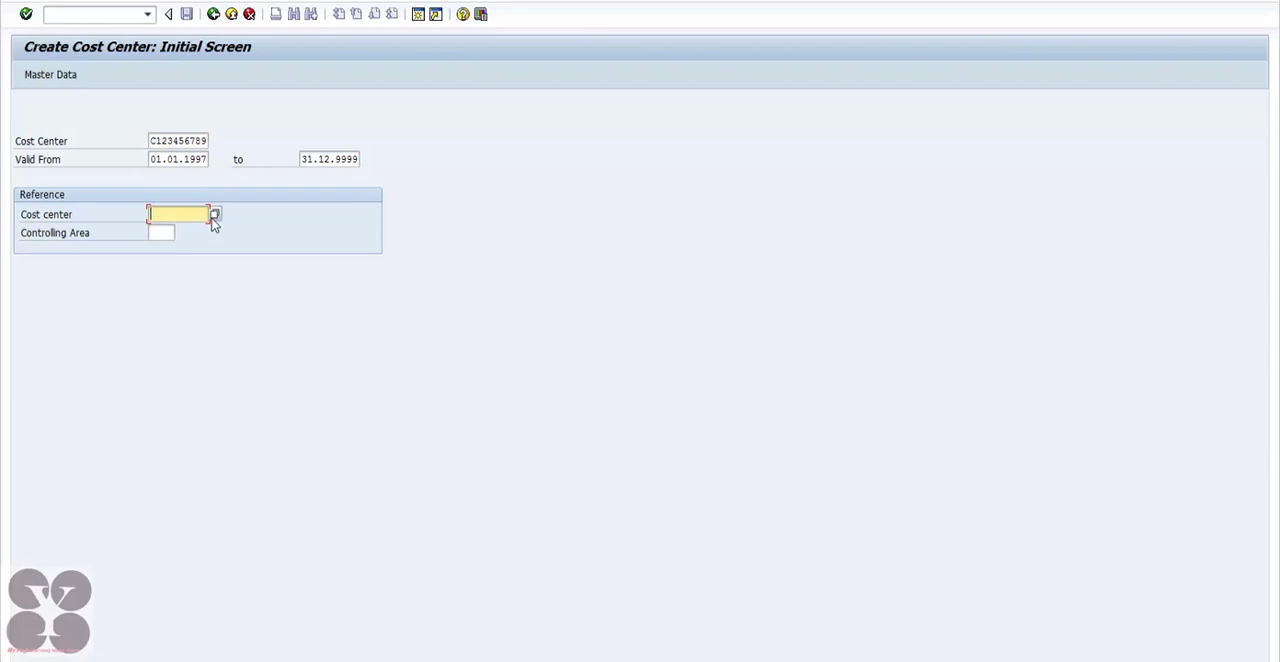 Create Cost Center: Initial Screen
Master Data
Cost Center C123456789
Valid From 01.01.1997 to 31.12.9999
Reference
Cost center
Controlling Area